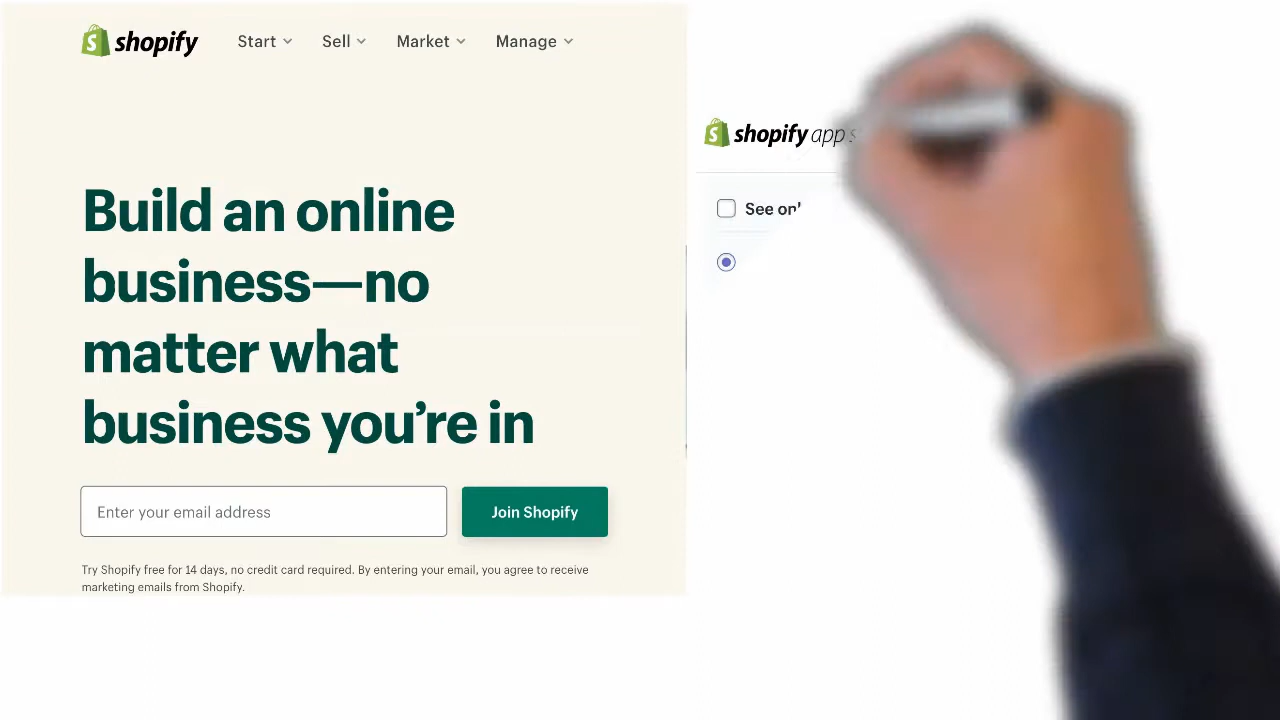 shopify
Start
Sell
Market
Manage
Build an online
business—no
matter what
business you’re in
Enter your email address
Join Shopify
Try Shopify free for 14 days, no credit card required. By entering your email, you agree to receive
marketing emails from Shopify.
shopify app
See